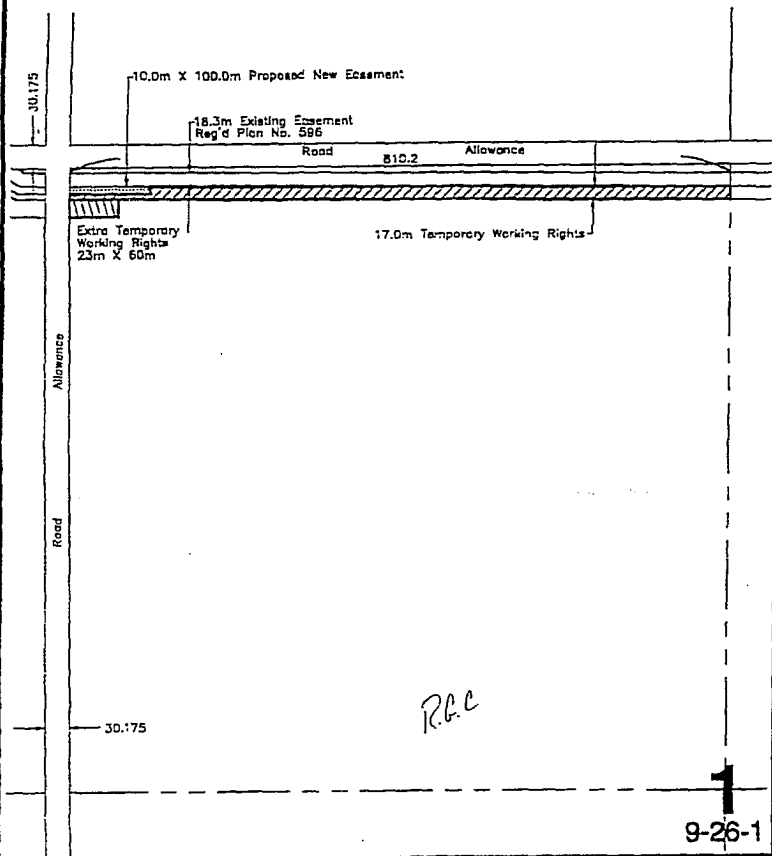 30.175
10.0m X 100.0m Proposed New Easement
18.3m Existing Easement
Reg'd Plan No. 596
Road Allowance
810.2
Extra Temporary
Working Rights
23m X 60m
17.0m Temporary Working Rights
Road Allowance
30.175
R.G.C
1
9-26-1